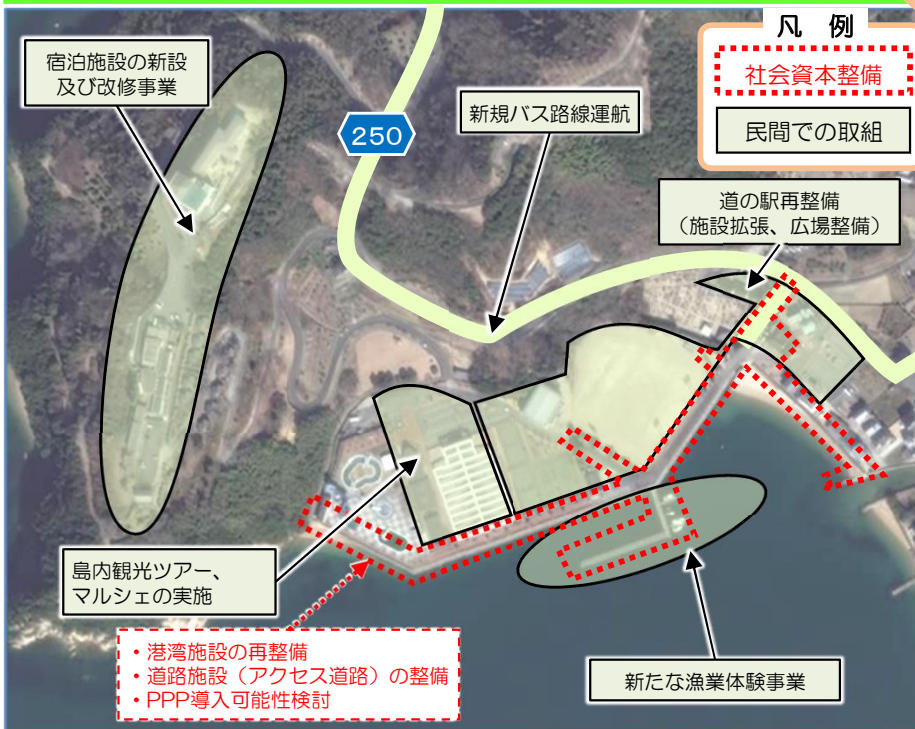 凡 例
社会資本整備
民間での取組
宿泊施設の新設
及び改修事業
250
新規バス路線運航
道の駅再整備
（施設拡張、広場整備）
島内観光ツアー、
マルシェの実施
・港湾施設の再整備
・道路施設（アクセス道路）の整備
・PPP導入可能性検討
新たな漁業体験事業